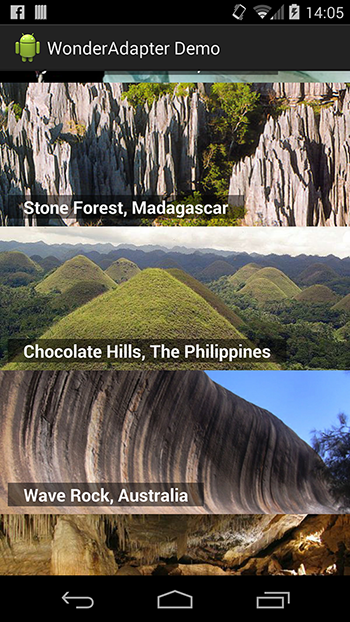 14:05
WonderAdapter Demo
Stone Forest, Madagascar
Chocolate Hills, The Philippines
Wave Rock, Australia